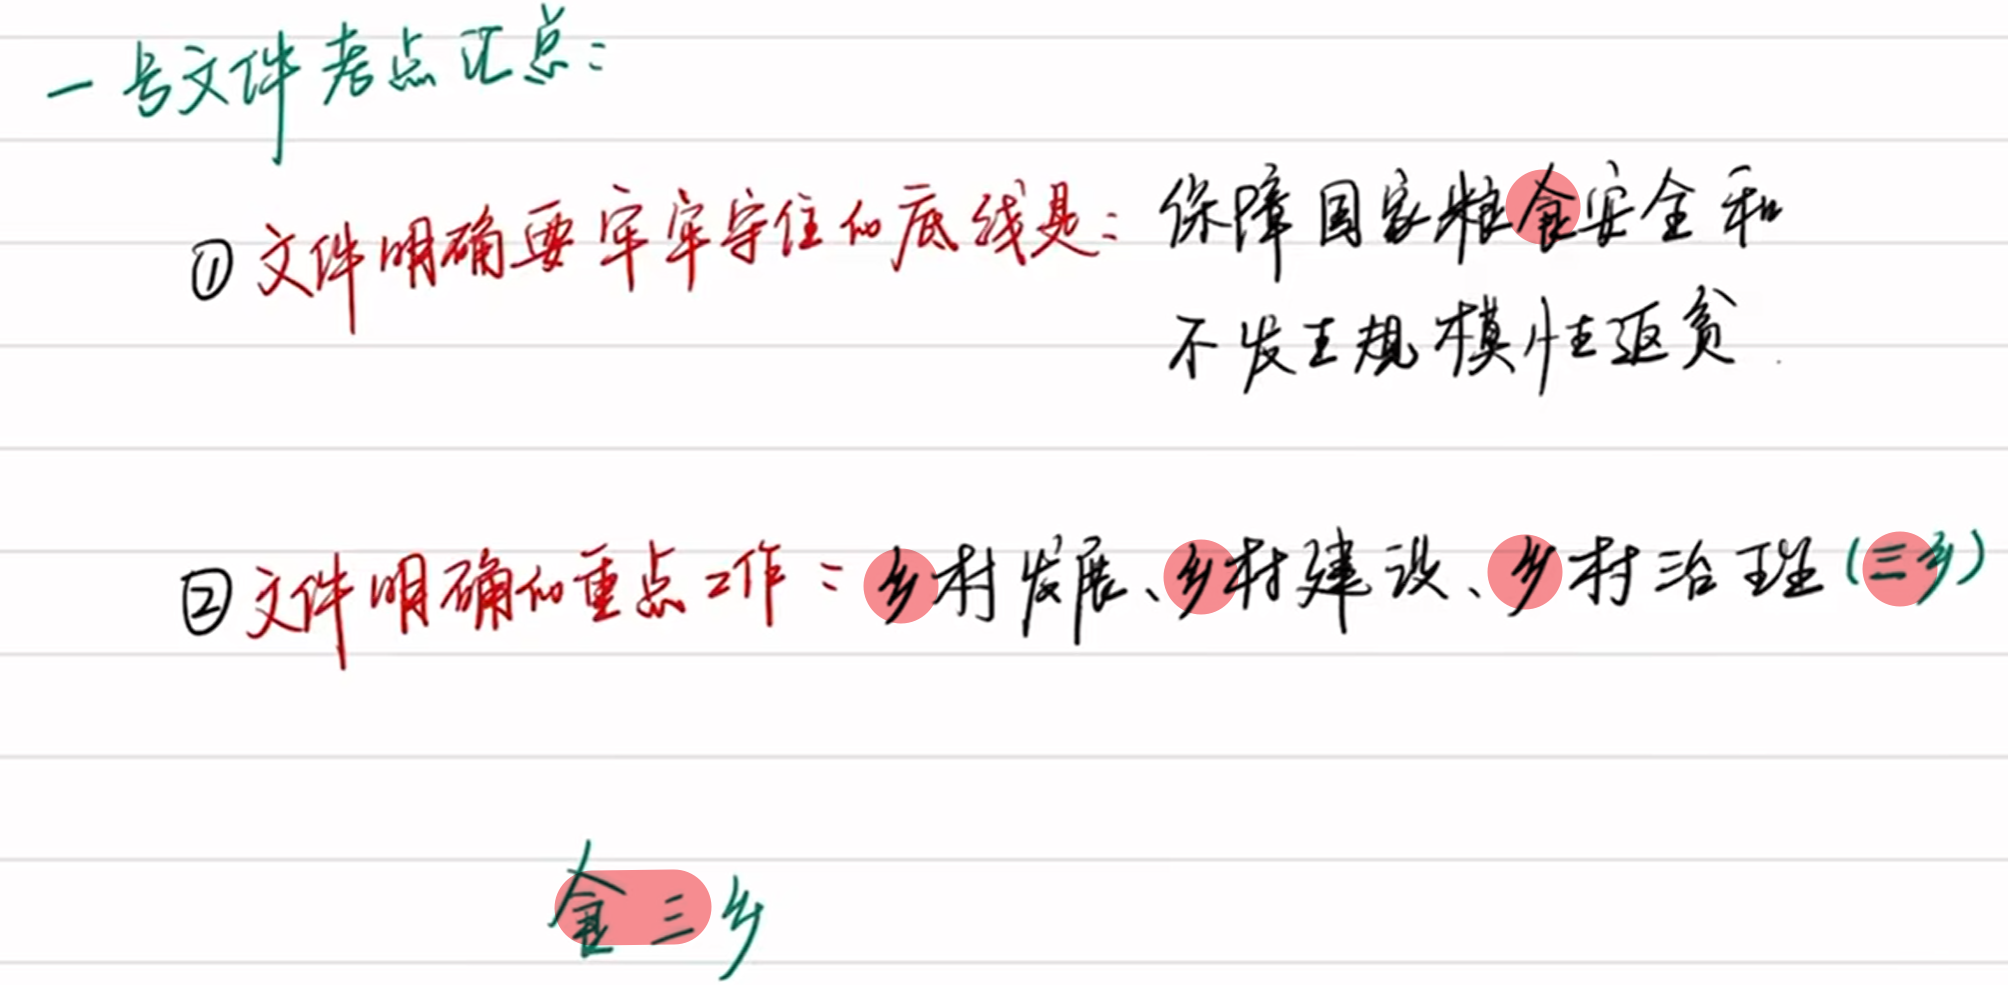 一号文件考点汇总：
①文件明确要牢牢守住的底线是：保障国家粮食安全和
不发生规模性返贫.
②文件明确的重点工作：乡村发展、乡村建设、乡村治理(三乡)
食三乡